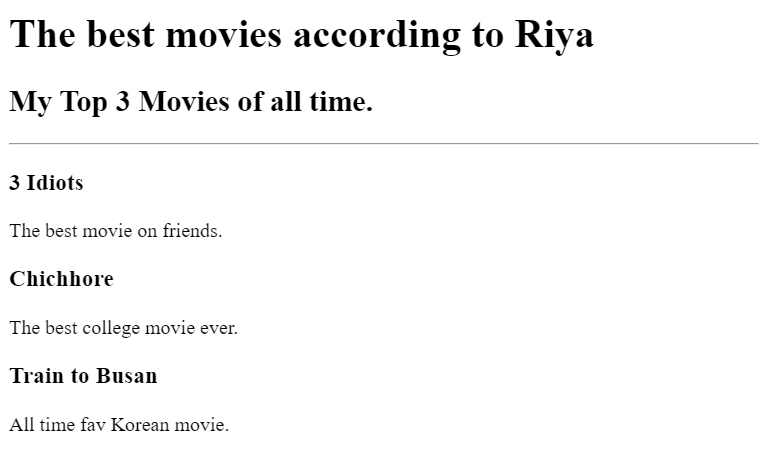 The best movies according to Riya
My Top 3 Movies of all time.
3 Idiots
The best movie on friends.
Chichhore
The best college movie ever.
Train to Busan
All time fav Korean movie.